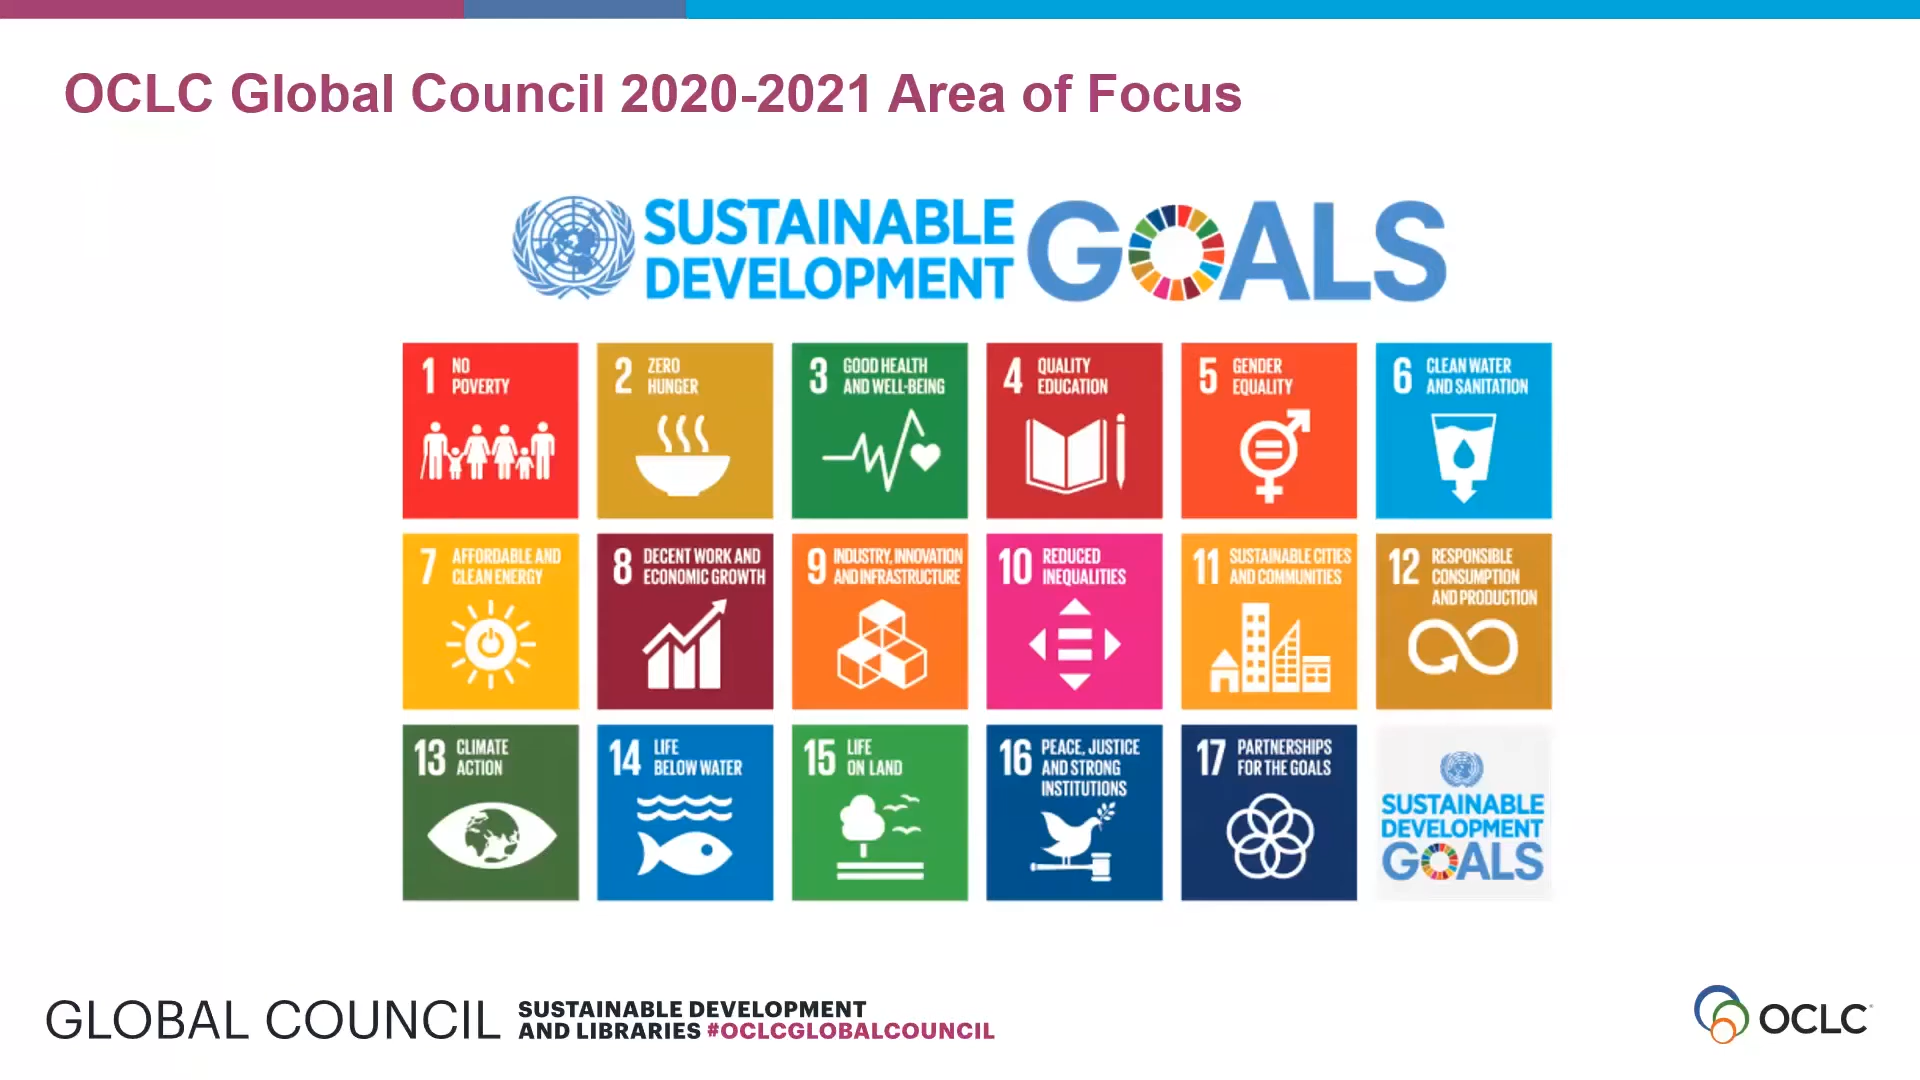 OCLC Global Council 2020-2021 Area of Focus
SUSTAINABLE
DEVELOPMENT
GOALS
1 NO
POVERTY
2 ZERO
HUNGER
3 GOOD HEALTH
AND WELL-BEING
4 QUALITY
EDUCATION
5 GENDER
EQUALITY
6 CLEAN WATER
AND SANITATION
7 AFFORDABLE AND
CLEAN ENERGY
8 DECENT WORK AND
ECONOMIC GROWTH
9 INDUSTRY, INNOVATION
AND INFRASTRUCTURE
10 REDUCED
INEQUALITIES
11 SUSTAINABLE CITIES
AND COMMUNITIES
12 RESPONSIBLE
CONSUMPTION
AND PRODUCTION
13 CLIMATE
ACTION
14 LIFE
BELOW WATER
15 LIFE
ON LAND
16 PEACE, JUSTICE
AND STRONG
INSTITUTIONS
17 PARTNERSHIPS
FOR THE GOALS
SUSTAINABLE
DEVELOPMENT
GOALS
GLOBAL COUNCIL
SUSTAINABLE DEVELOPMENT
AND LIBRARIES #OCLCGLOBALCOUNCIL
OCLC